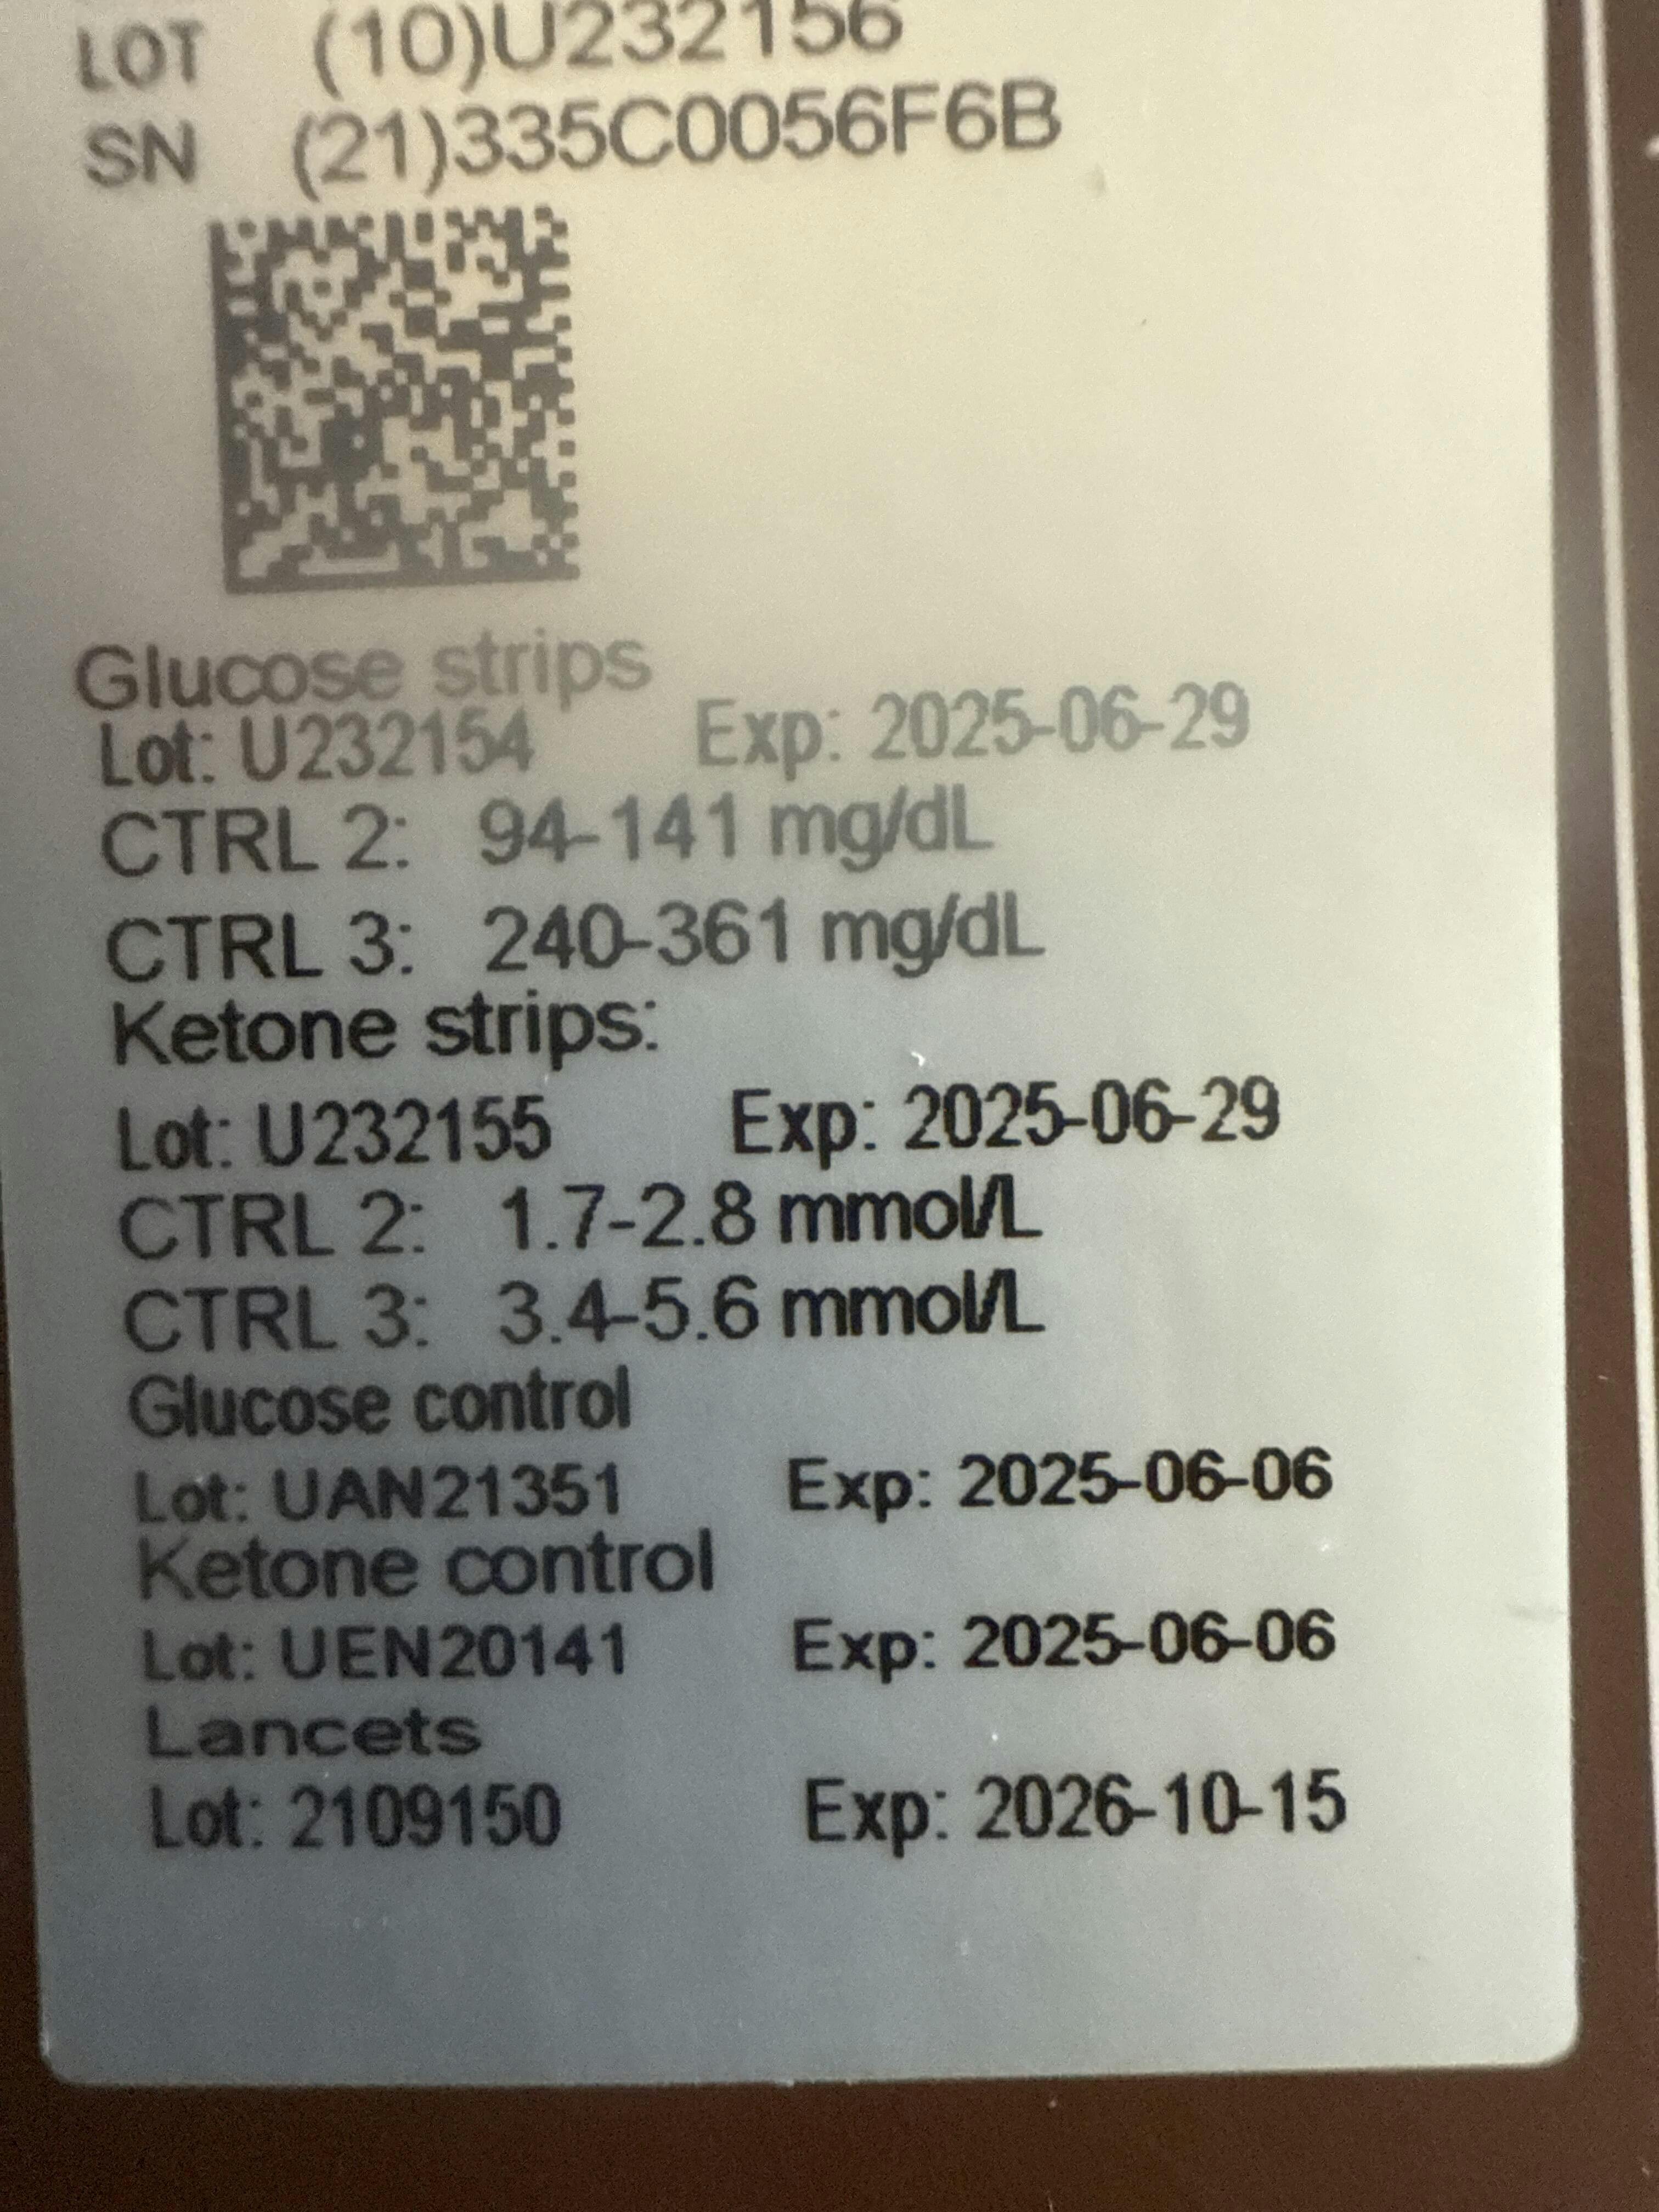 LOT (10)U232156
SN (21)335C0056F6B
Glucose strips
Lot: U232154 Exp: 2025-06-29
CTRL 2: 94-141 mg/dL
CTRL 3: 240-361 mg/dL
Ketone strips:
Lot: U232155 Exp: 2025-06-29
CTRL 2: 1.7-2.8 mmol/L
CTRL 3: 3.4-5.6 mmol/L
Glucose control
Lot: UAN21351 Exp: 2025-06-06
Ketone control
Lot: UEN20141 Exp: 2025-06-06
Lancets
Lot: 2109150 Exp: 2026-10-15